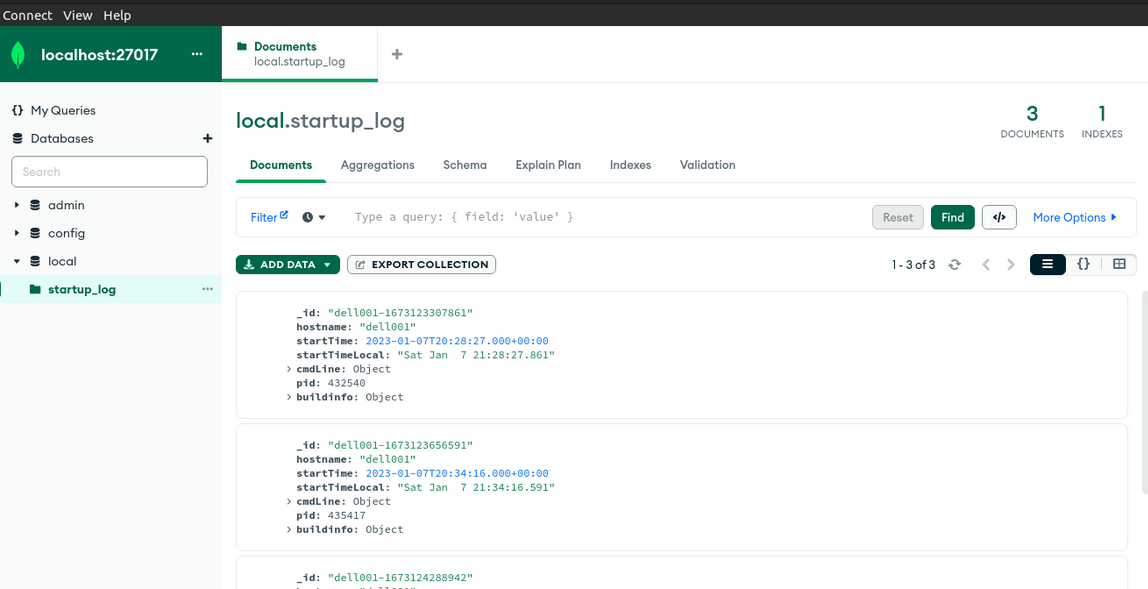 Connect View Help
localhost:27017 ...
Documents
local.startup_log
+
My Queries
Databases +
Search
admin
config
local
startup_log ...
local.startup_log
3
DOCUMENTS
1
INDEXES
Documents Aggregations Schema Explain Plan Indexes Validation
Filter Type a query: { field: 'value' } Reset Find </> More Options
ADD DATA EXPORT COLLECTION 1 - 3 of 3 {}
_id: "dell001-1673123307861"
hostname: "dell001"
startTime: 2023-01-07T20:28:27.000+00:00
startTimeLocal: "Sat Jan  7 21:28:27.861"
> cmdLine: Object
pid: 432540
> buildinfo: Object
_id: "dell001-1673123656591"
hostname: "dell001"
startTime: 2023-01-07T20:34:16.000+00:00
startTimeLocal: "Sat Jan  7 21:34:16.591"
> cmdLine: Object
pid: 435417
> buildinfo: Object
_id: "dell001-1673124288942"